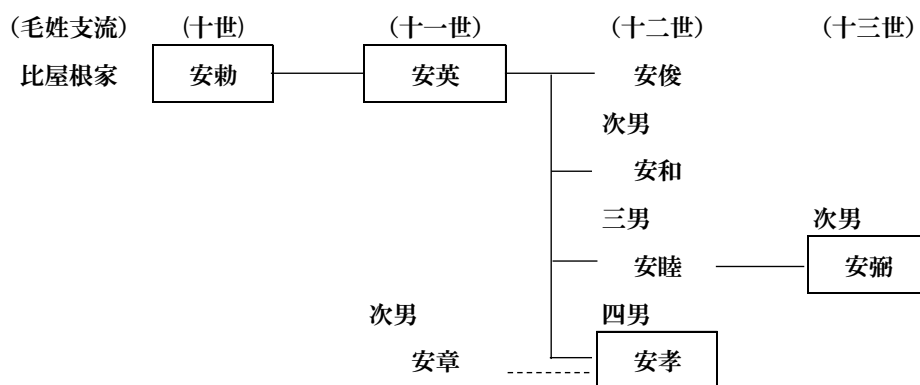 （毛姓支流） （十世） （十一世） （十二世） （十三世）
比屋根家 安勅 安英 安俊
次男
安和
三男 次男
安睦 安弼
次男 四男
安章 安孝